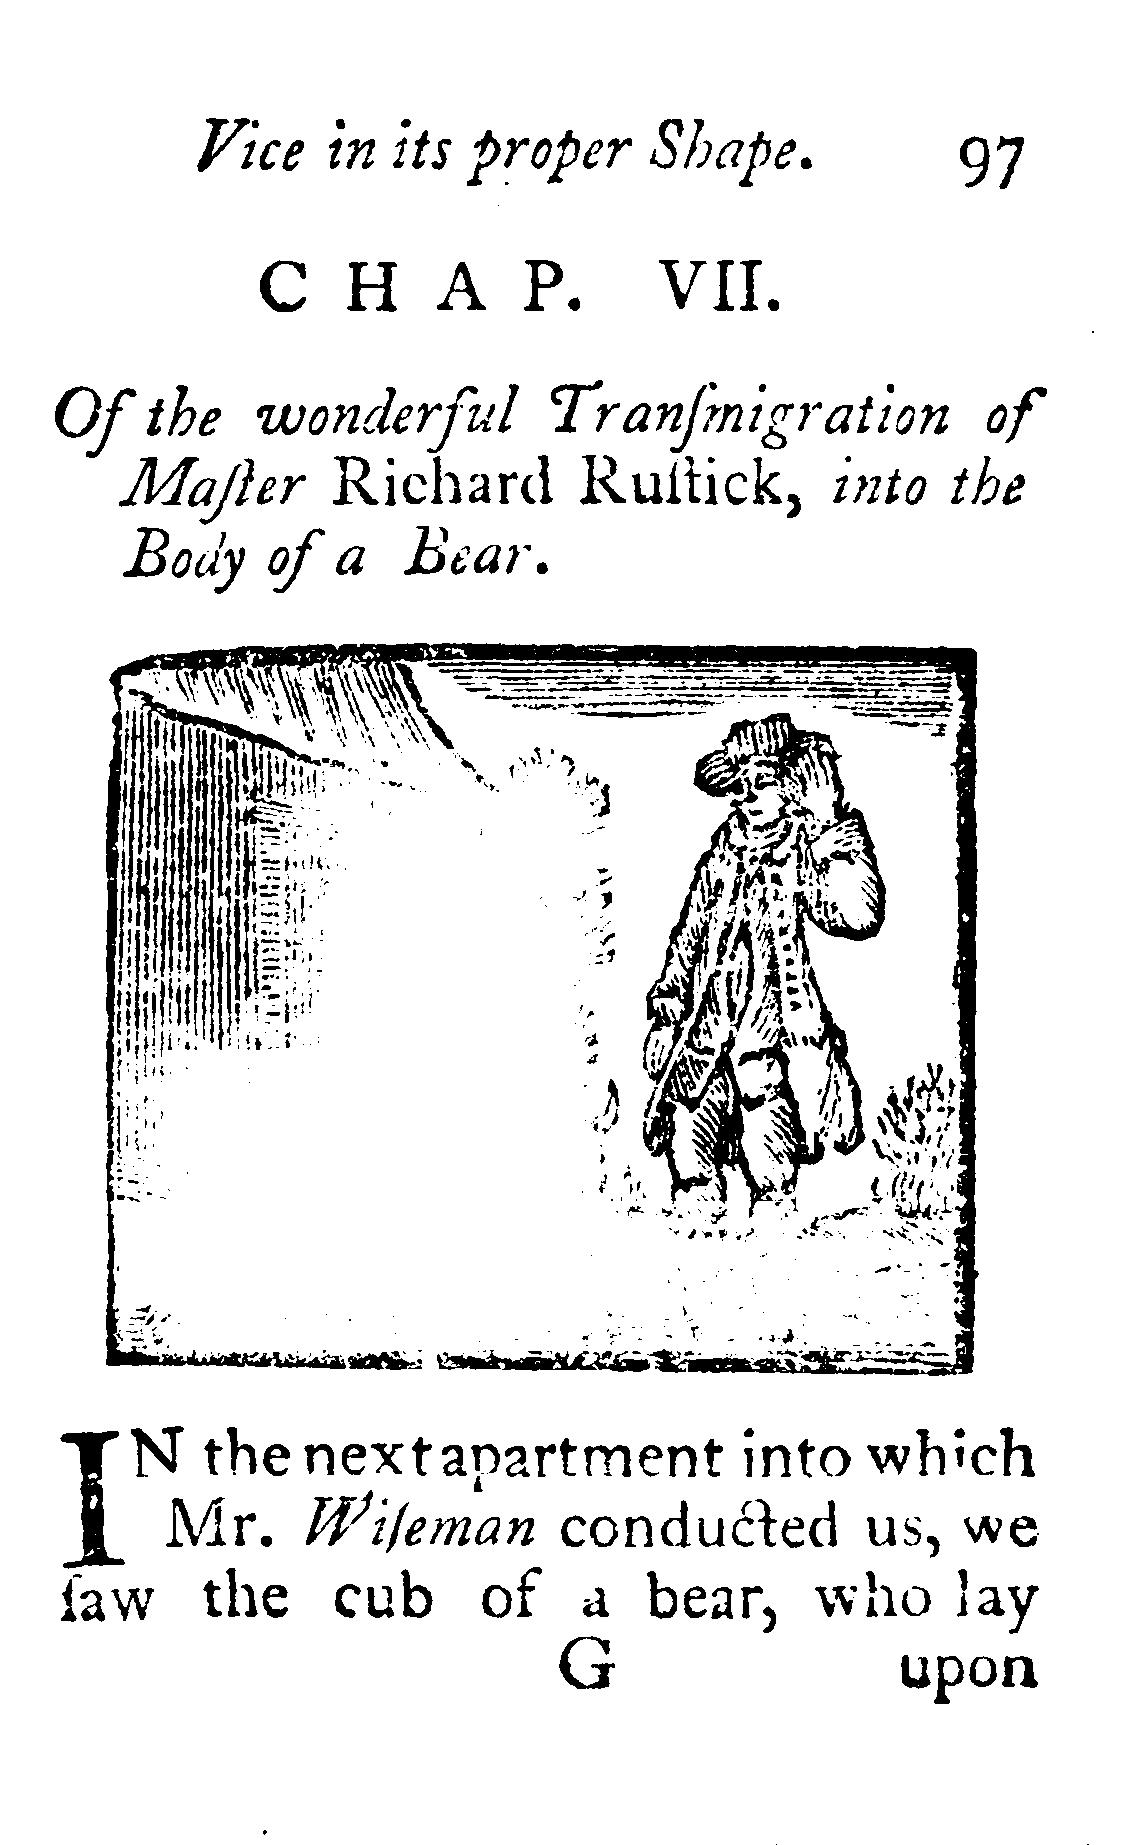 Vice in its proper Shape. 97
CHAP. VII.
Of the wonderful Tranſmigration of
Maſter Richard Ruſtick, into the
Body of a Bear.
IN the next apartment into which
Mr. Wiſeman conducted us, we
ſaw the cub of a bear, who lay
G upon